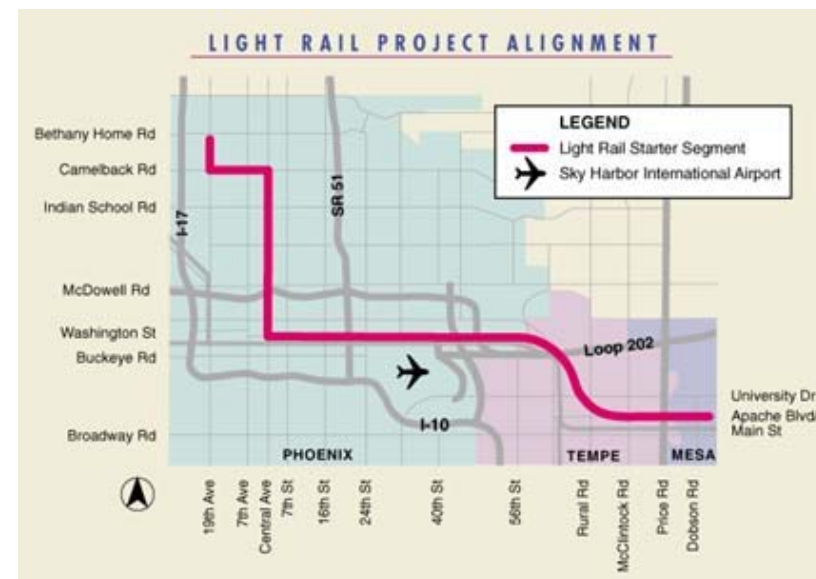 LIGHT RAIL PROJECT ALIGNMENT
LEGEND
Light Rail Starter Segment
Sky Harbor International Airport
Bethany Home Rd
Camelback Rd
Indian School Rd
McDowell Rd
Washington St
Buckeye Rd
Broadway Rd
I-17
SR 51
Loop 202
I-10
University Dr
Apache Blvd/
Main St
PHOENIX
TEMPE
MESA
19th Ave
7th Ave
Central Ave
7th St
16th St
24th St
40th St
56th St
Rural Rd
McClintock Rd
Price Rd
Dobson Rd